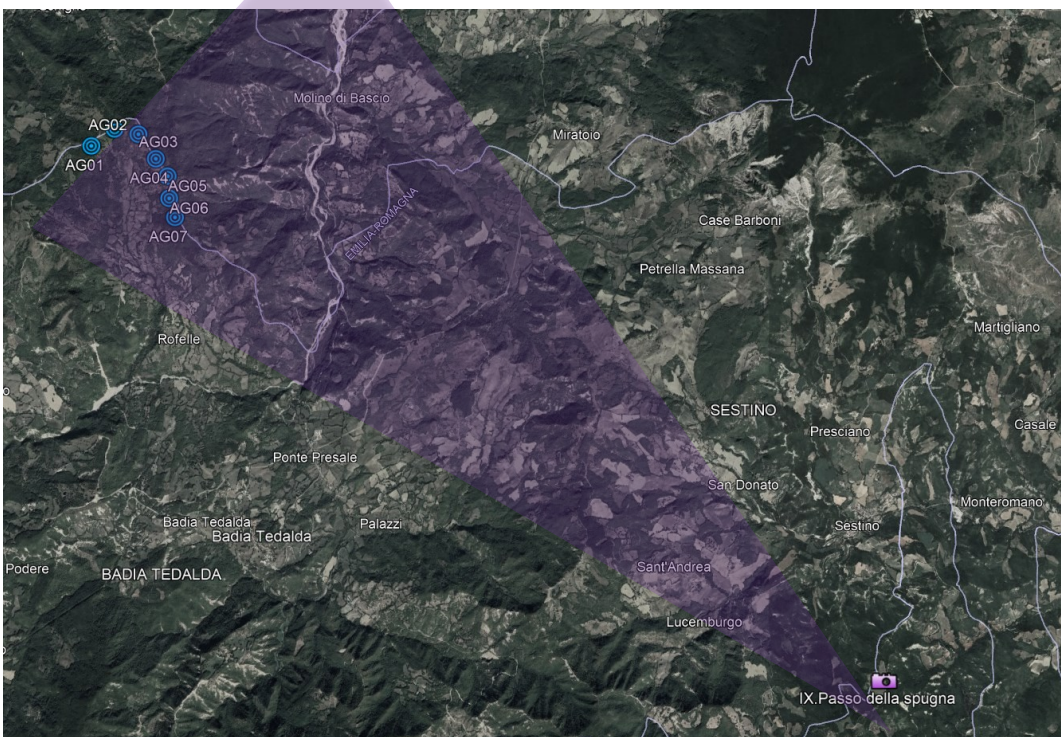 Molino di Bascio
AG02
AG03
Miratoio
AG01
AG04
AG05
AG06
EMILIA-ROMAGNA
Case Barboni
AG07
Petrella Massana
Martigliano
Rofelle
SESTINO
Presciano
Casale
Ponte Presale
San Donato
Monteromano
Badia Tedalda
Palazzi
Sestino
Badia Tedalda
Podere
BADIA TEDALDA
Sant'Andrea
Lucemburgo
IX.Passo della spugna